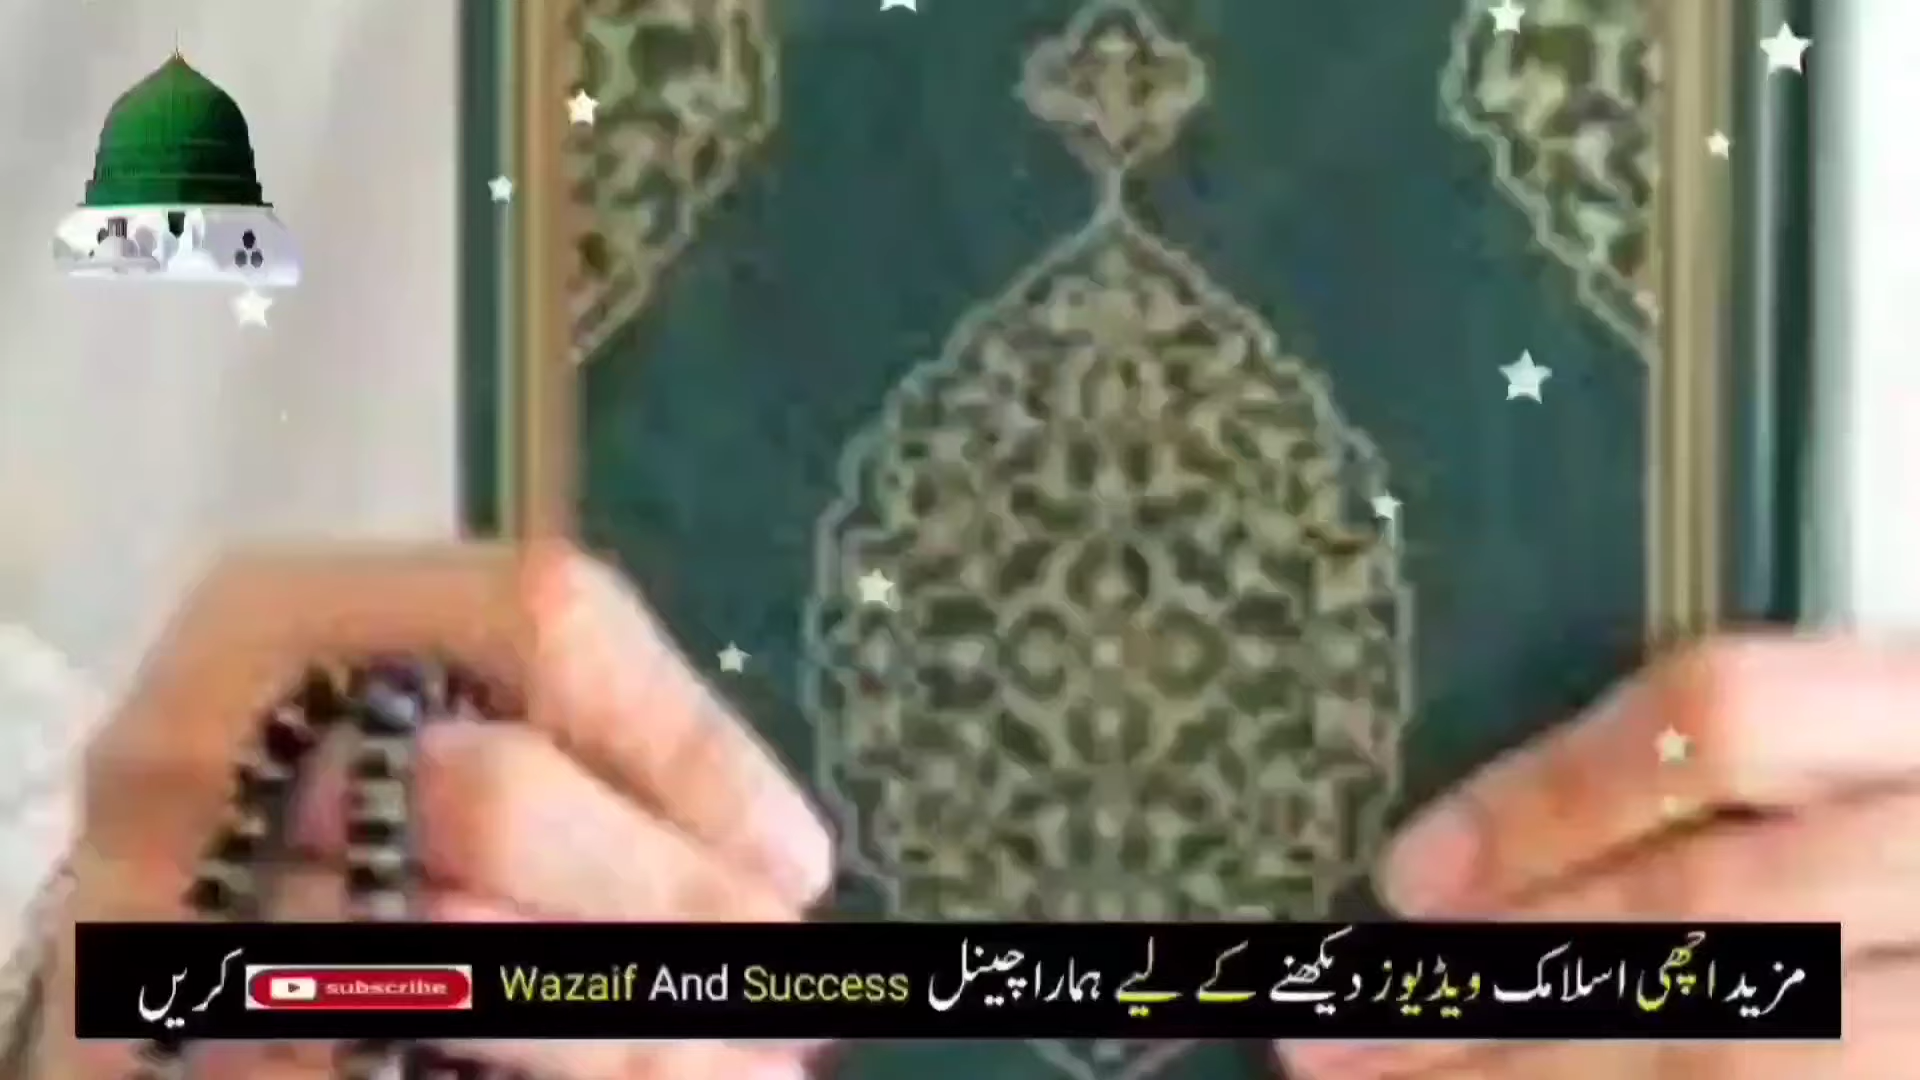 مزید اچھی اسلامک ویڈیوز دیکھنے کے لیے ہمارا چینل Wazaif And Success subscribe کریں